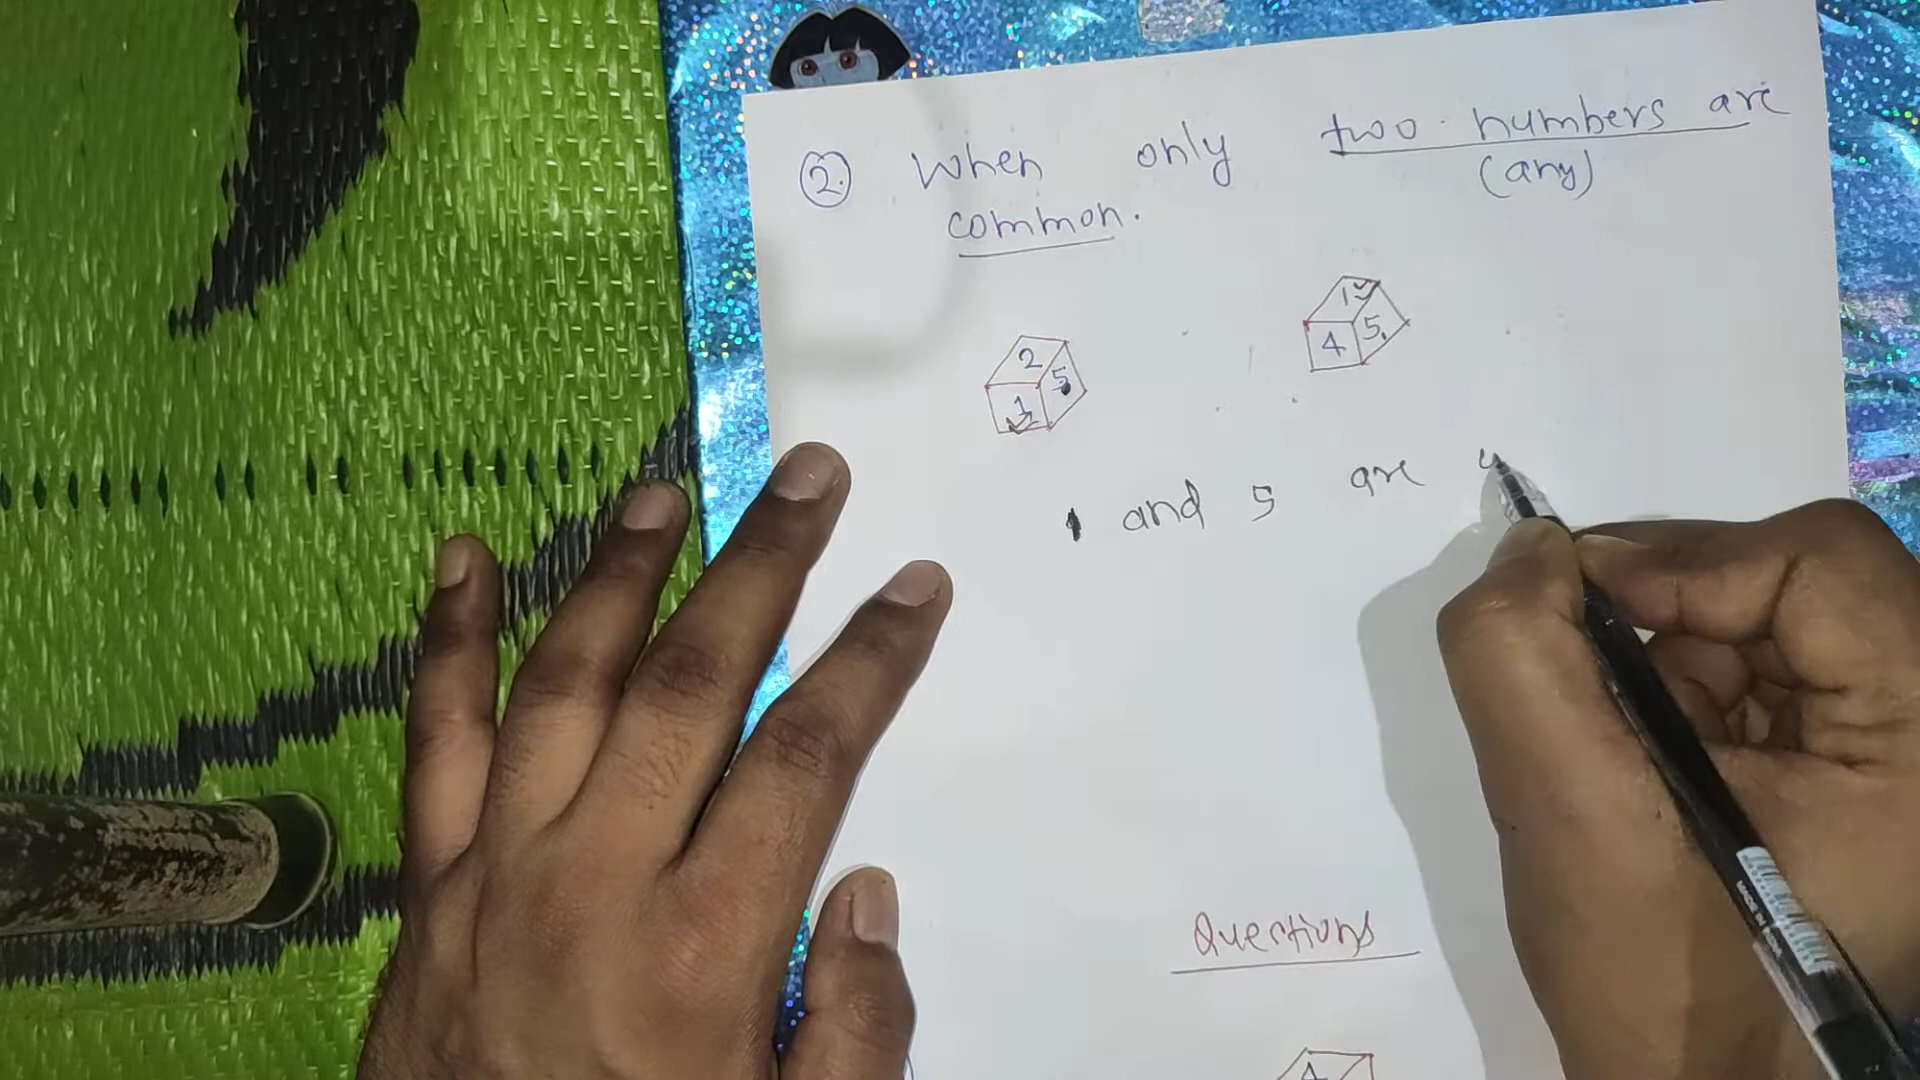 2. When only two numbers are
(any)
common.
2
5
1
1
4
5
1 and 5 are
Questions
4